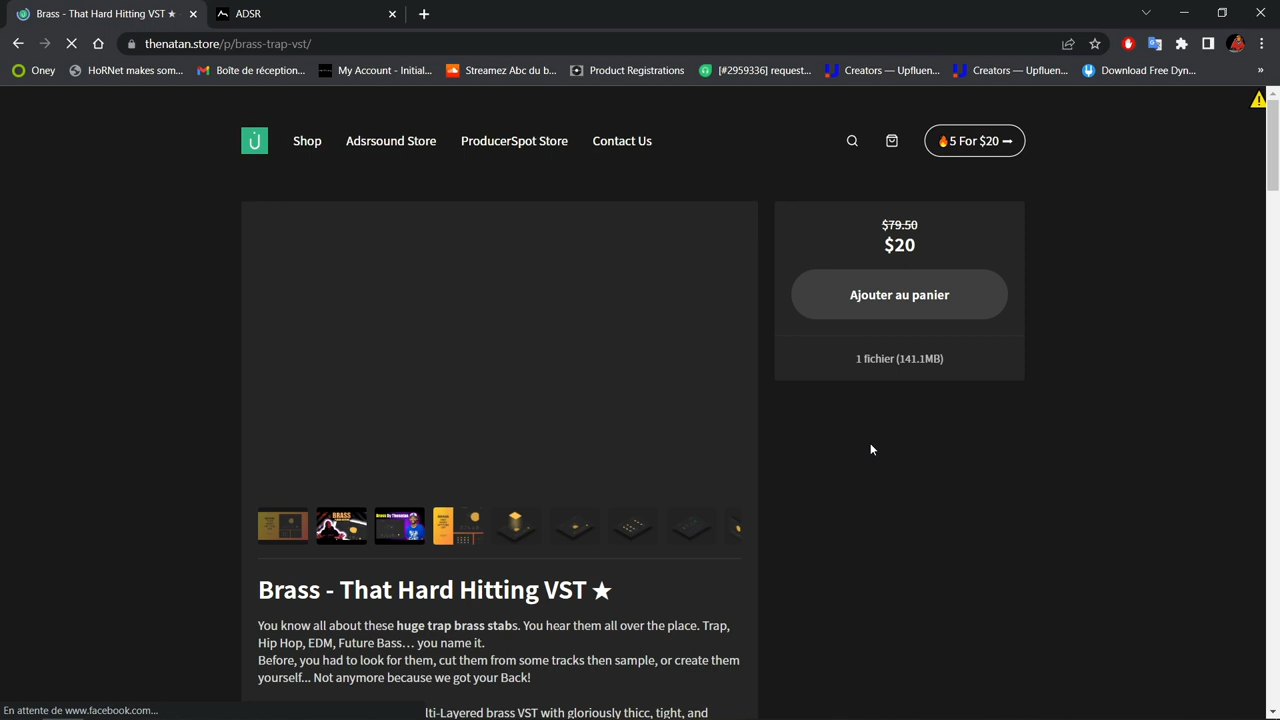 Brass - That Hard Hitting VST ★
ADSR
thenatan.store/p/brass-trap-vst/
Oney
HoRNet makes som...
Boîte de réception...
My Account - Initial...
Streamez Abc du b...
Product Registrations
[#2959336] request...
Creators — Upfluen...
Creators — Upfluen...
Download Free Dyn...
»
Shop
Adsrsound Store
ProducerSpot Store
Contact Us
🔥5 For $20 ➡
$79.50
$20
Ajouter au panier
1 fichier (141.1MB)
BRASS
Brass By Thenatan
Brass - That Hard Hitting VST ★
You know all about these huge trap brass stabs. You hear them all over the place. Trap,
Hip Hop, EDM, Future Bass… you name it.
Before, you had to look for them, cut them from some tracks then sample, or create them
yourself... Not anymore because we got your Back!
lti-Layered brass VST with gloriously thicc, tight, and
En attente de www.facebook.com...